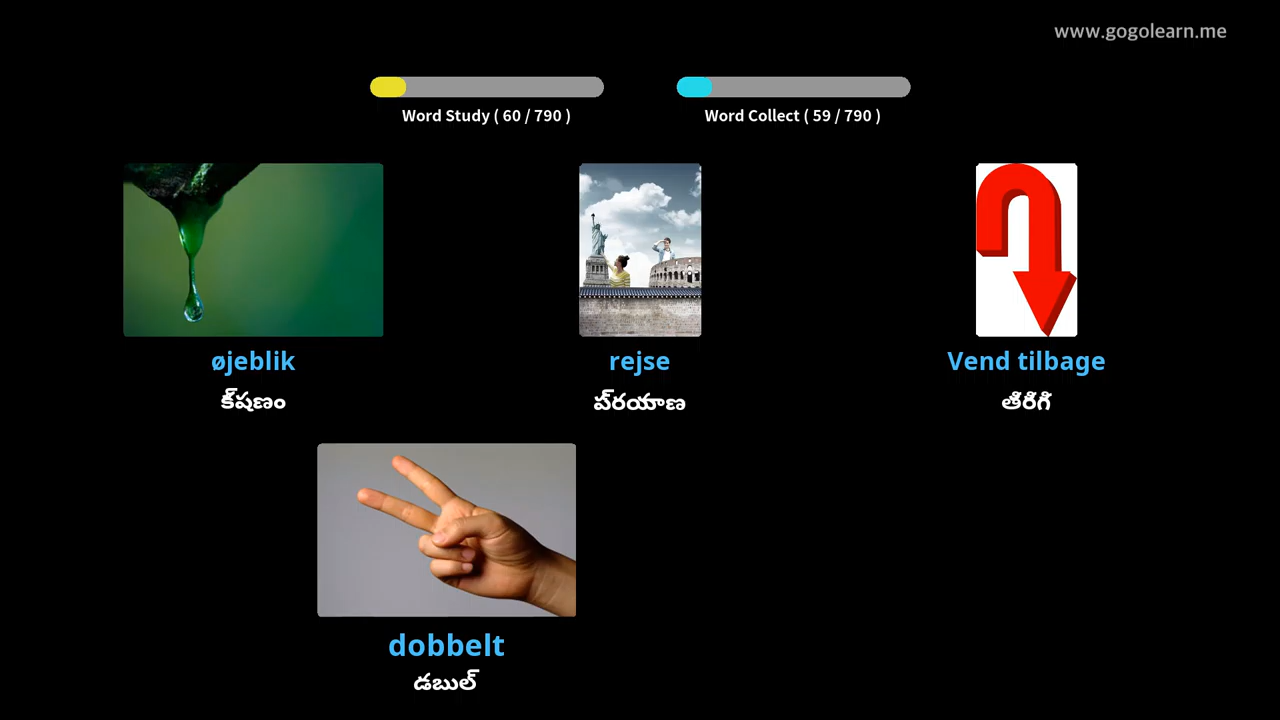 www.gogolearn.me
Word Study ( 60 / 790 )
Word Collect ( 59 / 790 )
øjeblik
rejse
Vend tilbage
క్షణం
ప్రయాణ
తిరిగి
dobbelt
డబుల్